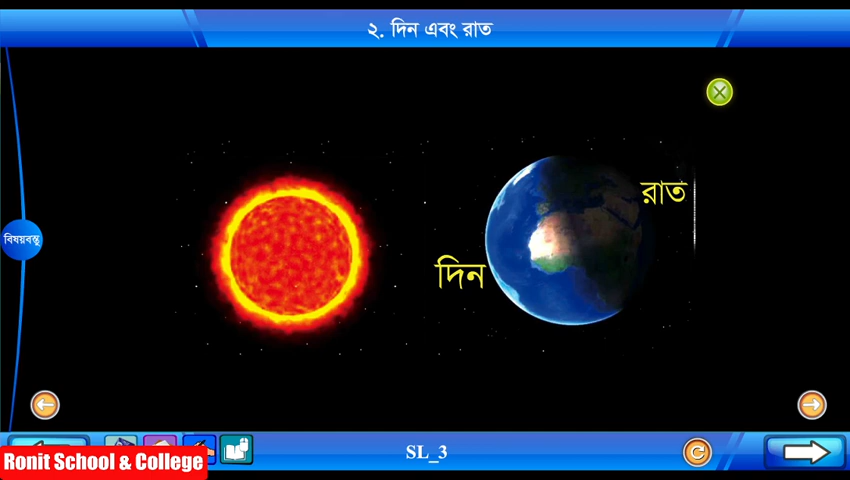 ২. দিন এবং রাত
রাত
দিন
বিষয়বস্তু
SL_3
Ronit School & College